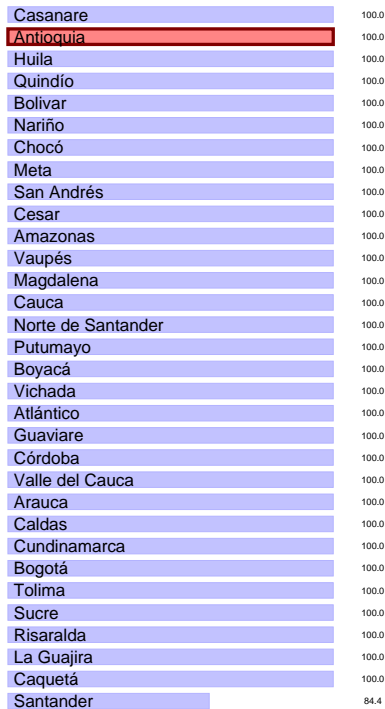 Casanare 100.0
Antioquia 100.0
Huila 100.0
Quindío 100.0
Bolivar 100.0
Nariño 100.0
Chocó 100.0
Meta 100.0
San Andrés 100.0
Cesar 100.0
Amazonas 100.0
Vaupés 100.0
Magdalena 100.0
Cauca 100.0
Norte de Santander 100.0
Putumayo 100.0
Boyacá 100.0
Vichada 100.0
Atlántico 100.0
Guaviare 100.0
Córdoba 100.0
Valle del Cauca 100.0
Arauca 100.0
Caldas 100.0
Cundinamarca 100.0
Bogotá 100.0
Tolima 100.0
Sucre 100.0
Risaralda 100.0
La Guajira 100.0
Caquetá 100.0
Santander 84.4